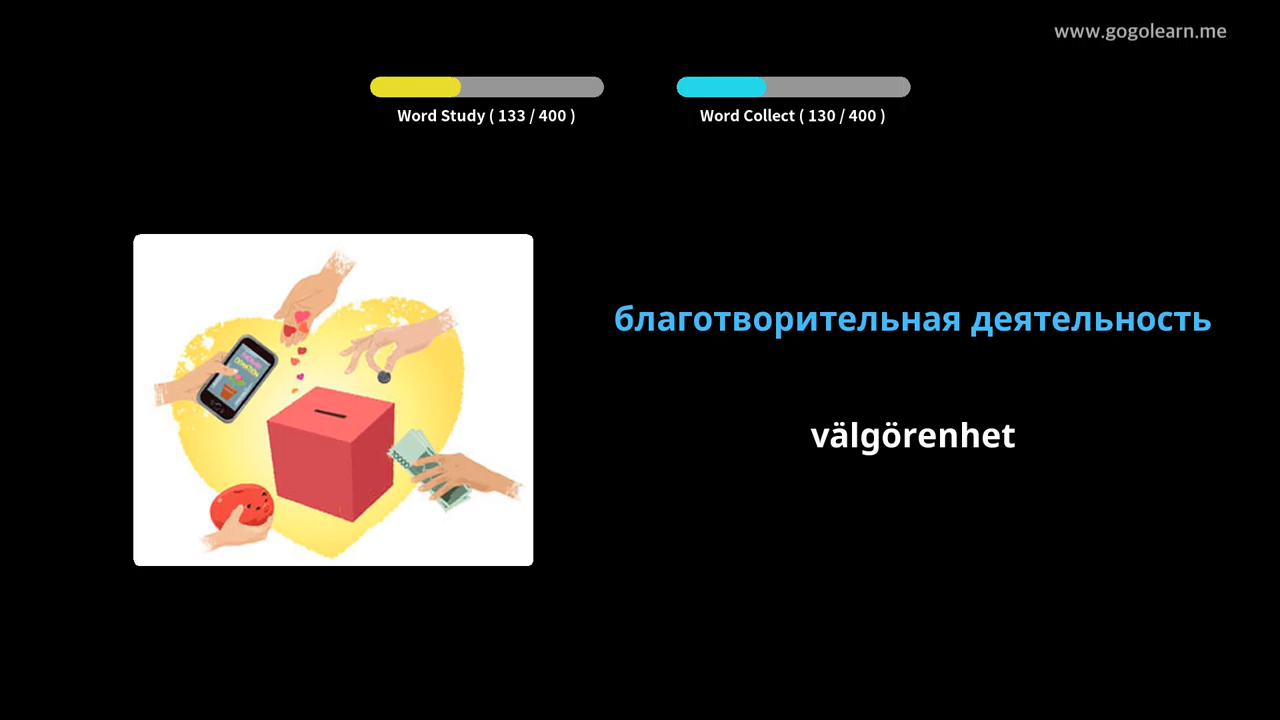 www.gogolearn.me
Word Study ( 133 / 400 )
Word Collect ( 130 / 400 )
благотворительная деятельность
välgörenhet